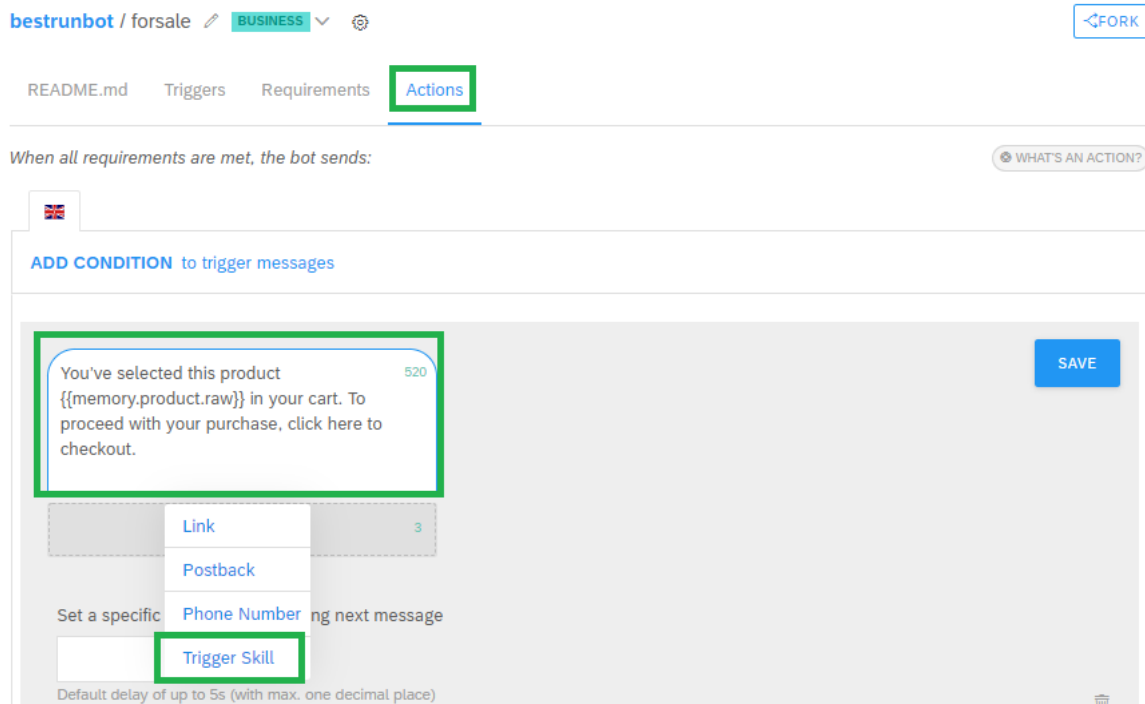 bestrunbot / forsale BUSINESS
FORK
README.md Triggers Requirements Actions
When all requirements are met, the bot sends:
WHAT'S AN ACTION?
ADD CONDITION to trigger messages
You've selected this product 520
{{memory.product.raw}} in your cart. To
proceed with your purchase, click here to
checkout.
SAVE
Link
3
Postback
Set a specific ng next message
Phone Number
Trigger Skill
Default delay of up to 5s (with max. one decimal place)